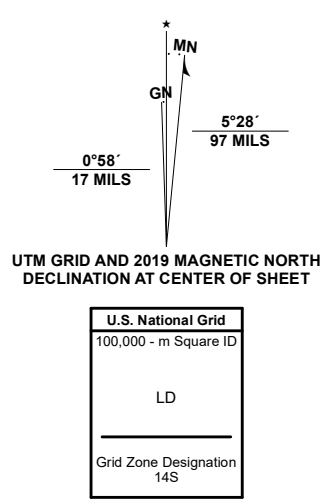 ★
MN
GN
5°28´
97 MILS
0°58´
17 MILS
UTM GRID AND 2019 MAGNETIC NORTH
DECLINATION AT CENTER OF SHEET
U.S. National Grid
100,000 - m Square ID
LD
Grid Zone Designation
14S